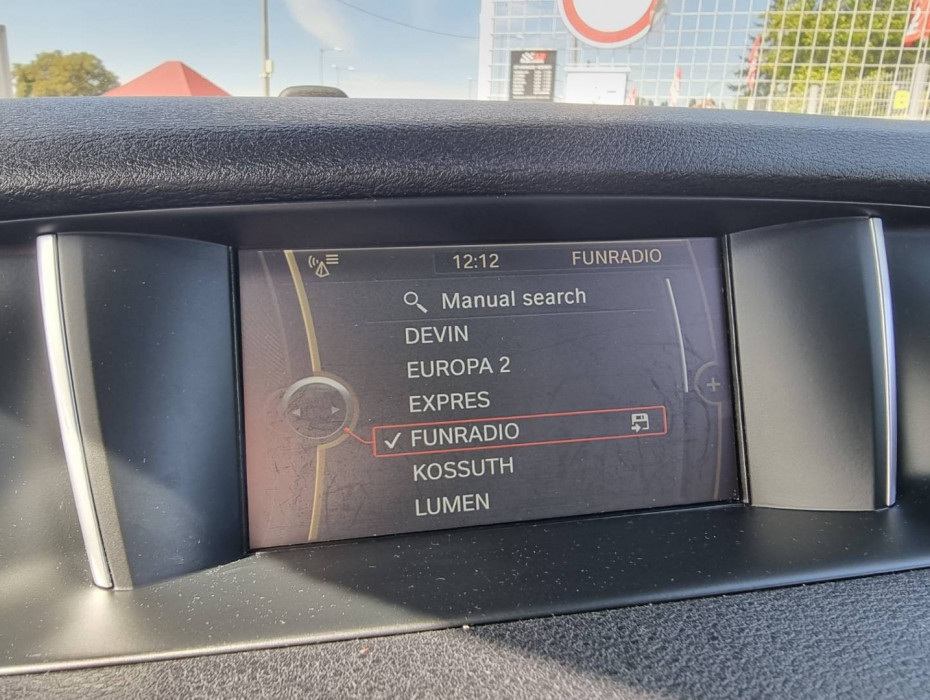 12:12 FUNRADIO
Manual search
DEVIN
EUROPA 2
EXPRES
FUNRADIO
KOSSUTH
LUMEN